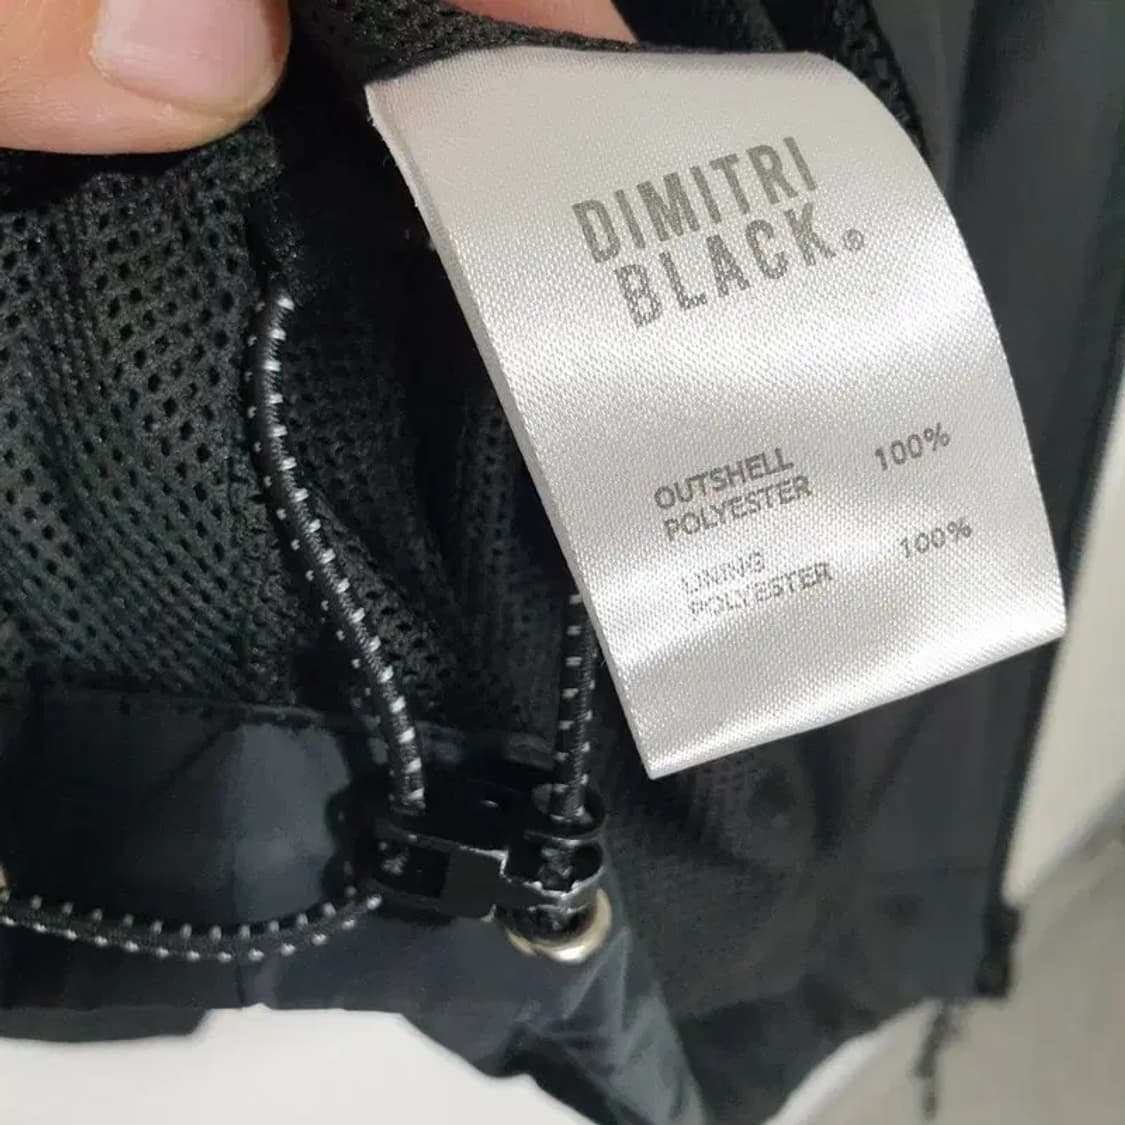 DIMITRI
BLACK®
OUTSHELL
POLYESTER 100%
LINING
POLYESTER 100%